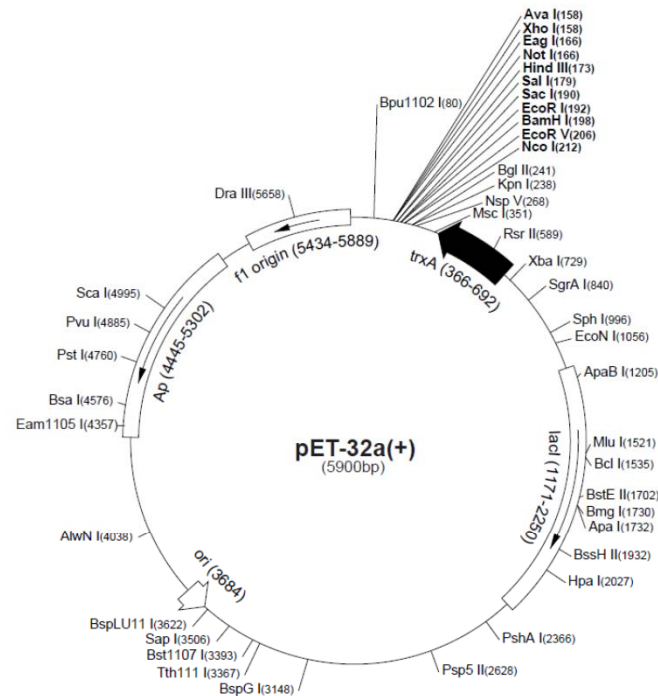 Ava I(158)
Xho I(158)
Eag I(166)
Not I(166)
Hind III(173)
Sal I(179)
Sac I(190)
EcoR I(192)
BamH I(198)
EcoR V(206)
Nco I(212)
Bpu1102 I(80)
Bgl II(241)
Kpn I(238)
Nsp V(268)
Msc I(351)
Rsr II(589)
trxA (366-692)
Xba I(729)
SgrA I(840)
Sph I(996)
EcoN I(1056)
ApaB I(1205)
lacI (1171-2250)
Mlu I(1521)
Bcl I(1535)
BstE II(1702)
Bmg I(1730)
Apa I(1732)
BssH II(1932)
Hpa I(2027)
PshA I(2366)
Psp5 II(2628)
BspG I(3148)
Tth111 I(3367)
Bst1107 I(3393)
Sap I(3506)
BspLU11 I(3622)
ori (3684)
AlwN I(4038)
Eam1105 I(4357)
Bsa I(4576)
Pst I(4760)
Pvu I(4885)
Sca I(4995)
Ap (4445-5302)
Dra III(5658)
f1 origin (5434-5889)
pET-32a(+)
(5900bp)